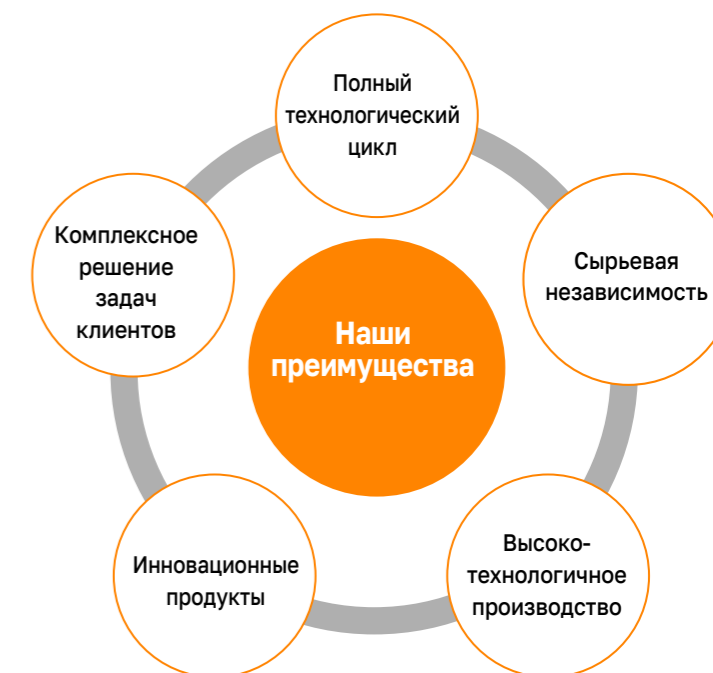 Полный
технологический
цикл
Комплексное
решение
задач
клиентов
Сырьевая
независимость
Наши
преимущества
Инновационные
продукты
Высоко-
технологичное
производство